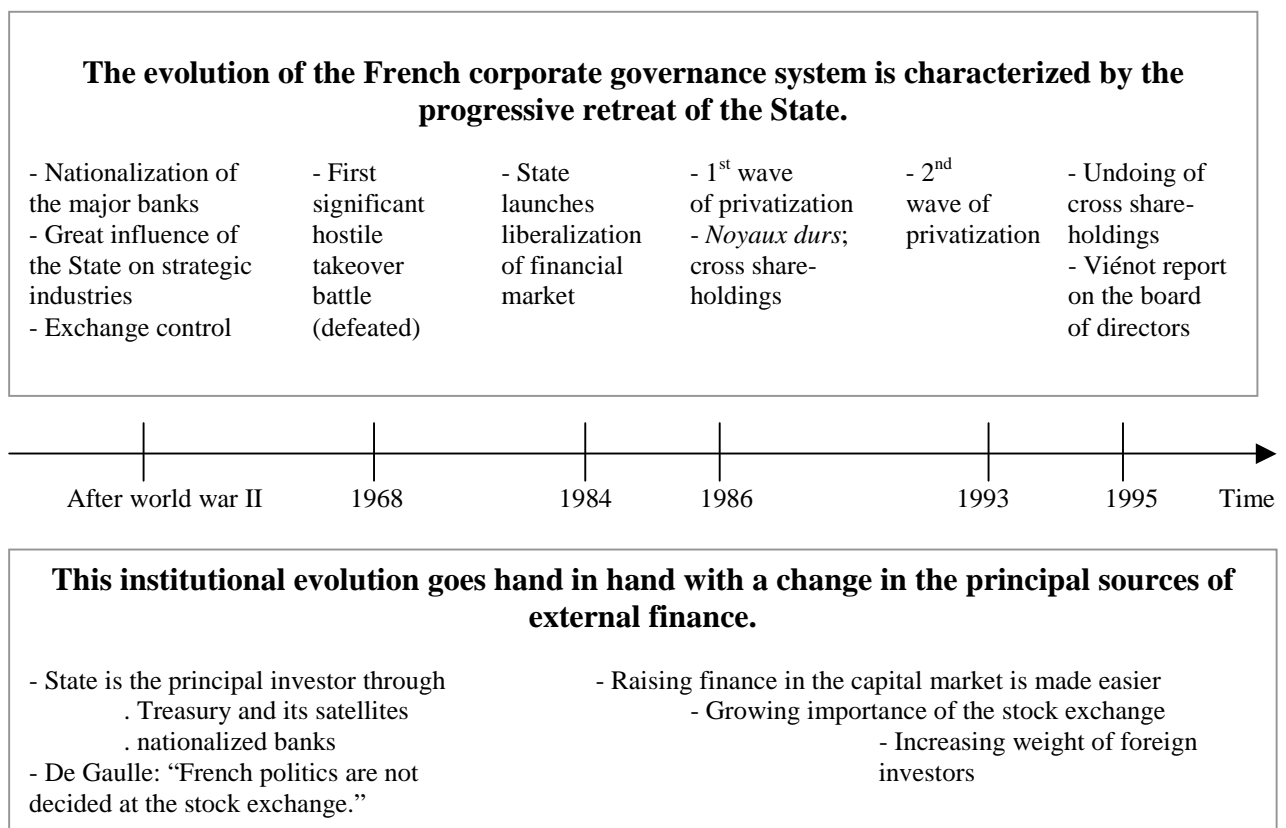 The evolution of the French corporate governance system is characterized by the
progressive retreat of the State.
- Nationalization of
the major banks
- Great influence of
the State on strategic
industries
- Exchange control
- First
significant
hostile
takeover
battle
(defeated)
- State
launches
liberalization
of financial
market
- 1st wave
of privatization
- Noyaux durs;
cross share-
holdings
- 2nd
wave of
privatization
- Undoing of
cross share-
holdings
- Viénot report
on the board
of directors
After world war II
1968
1984
1986
1993
1995
Time
This institutional evolution goes hand in hand with a change in the principal sources of
external finance.
- State is the principal investor through
. Treasury and its satellites
. nationalized banks
- De Gaulle: “French politics are not
decided at the stock exchange.”
- Raising finance in the capital market is made easier
- Growing importance of the stock exchange
- Increasing weight of foreign
investors